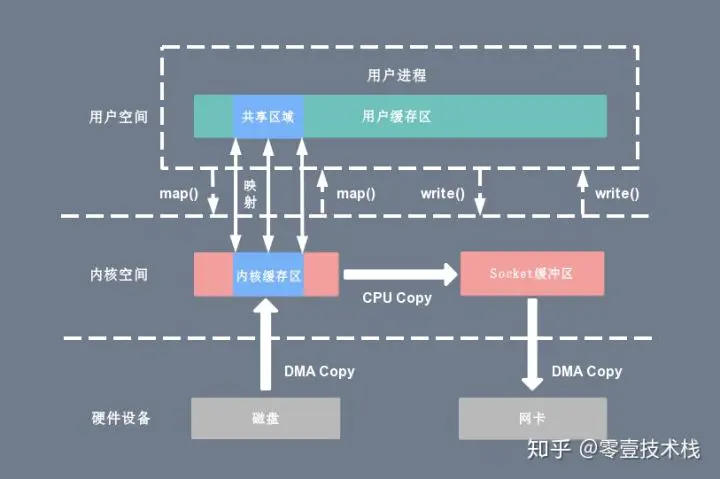 用户进程
用户空间
共享区域
用户缓存区
map()
映
射
map()
write()
write()
内核空间
内核缓存区
Socket缓冲区
CPU Copy
DMA Copy
DMA Copy
硬件设备
磁盘
网卡
知乎 @零壹技术栈